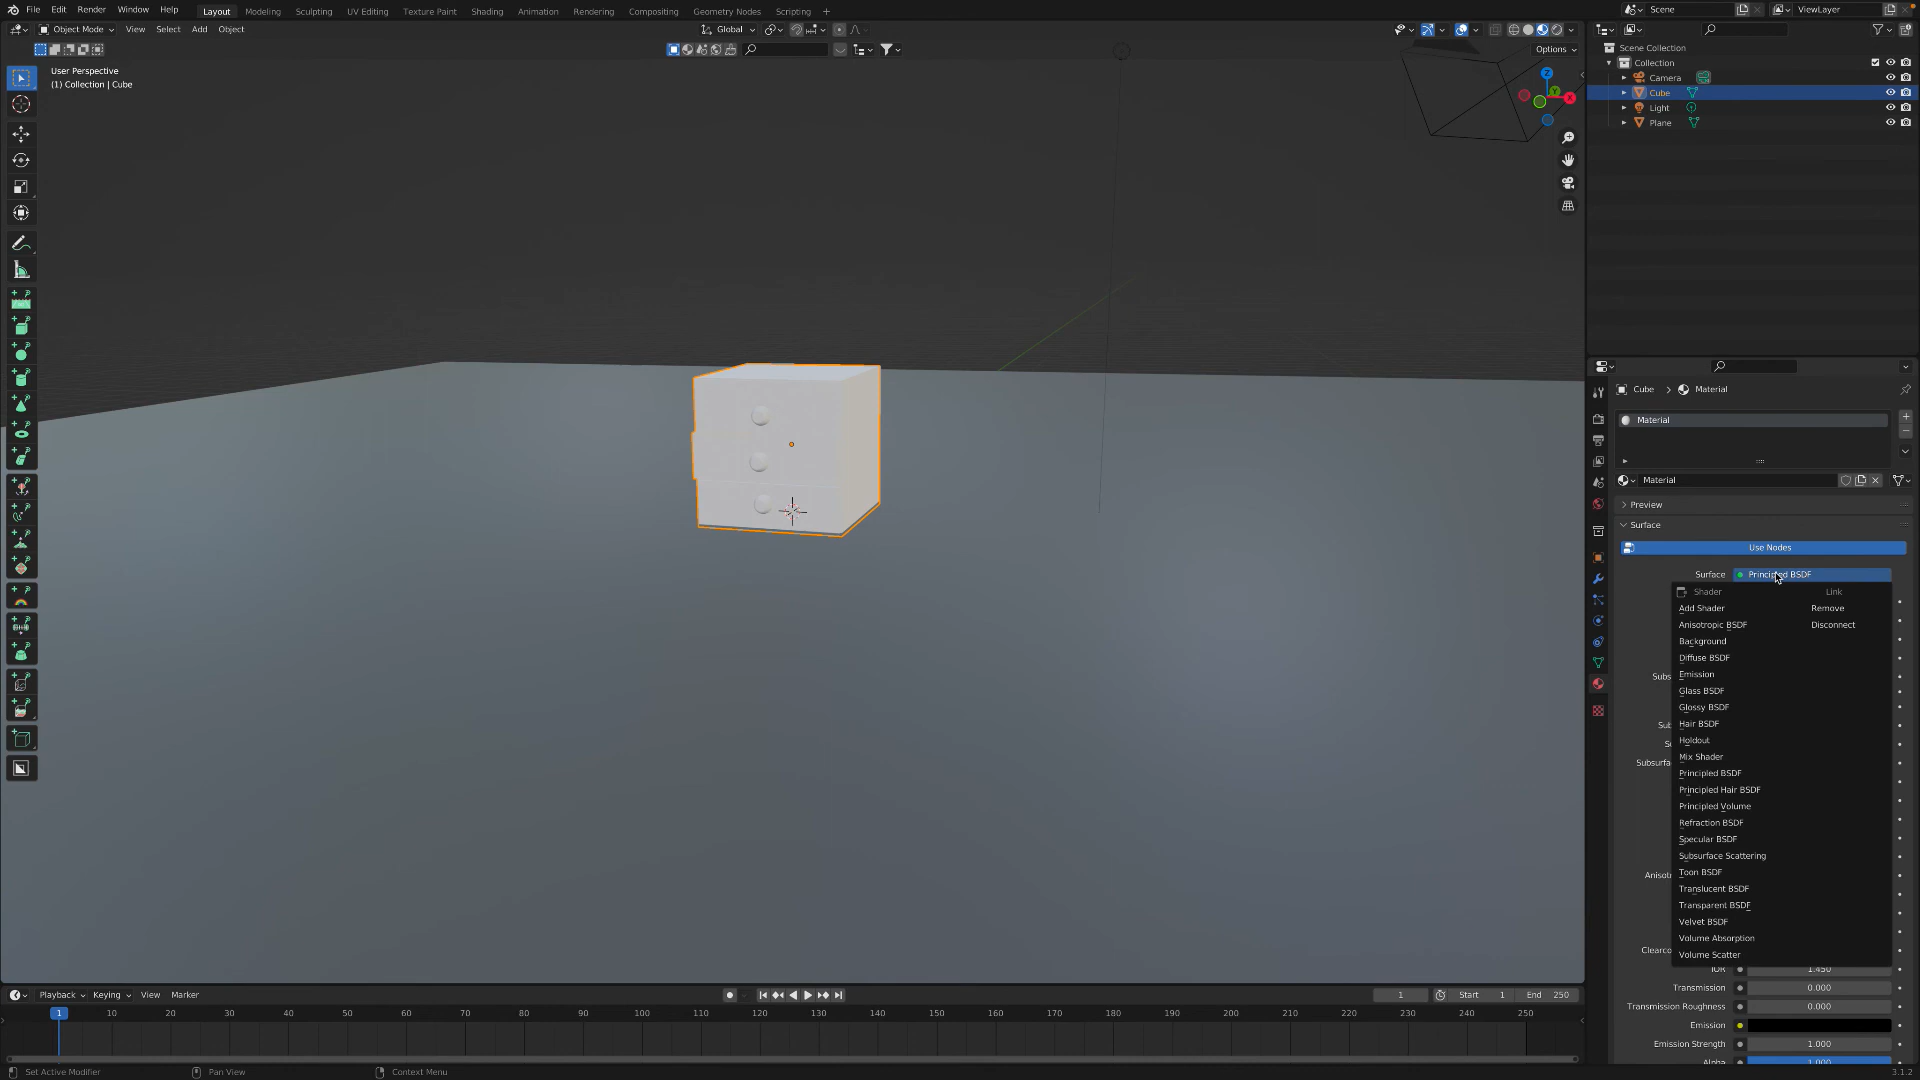 File Edit Render Window Help Layout Modeling Sculpting UV Editing Texture Paint Shading Animation Rendering Compositing Geometry Nodes Scripting + Scene ViewLayer
Object Mode View Select Add Object Global
Options
User Perspective
(1) Collection | Cube
Z
Y
X
Scene Collection
Collection
Camera
Cube
Light
Plane
Cube > Material
Material
Material
Preview
Surface
Use Nodes
Surface Principled BSDF
Shader Link
Add Shader Remove
Anisotropic BSDF Disconnect
Background
Diffuse BSDF
Emission
Glass BSDF
Glossy BSDF
Hair BSDF
Holdout
Mix Shader
Principled BSDF
Principled Hair BSDF
Principled Volume
Refraction BSDF
Specular BSDF
Subsurface Scattering
Toon BSDF
Translucent BSDF
Transparent BSDF
Velvet BSDF
Volume Absorption
Volume Scatter
IOR 1.450
Transmission 0.000
Transmission Roughness 0.000
Emission
Emission Strength 1.000
Alpha 1.000
Playback Keying View Marker 1 Start 1 End 250
1 10 20 30 40 50 60 70 80 90 100 110 120 130 140 150 160 170 180 190 200 210 220 230 240 250
Set Active Modifier Pan View Context Menu 3.1.2